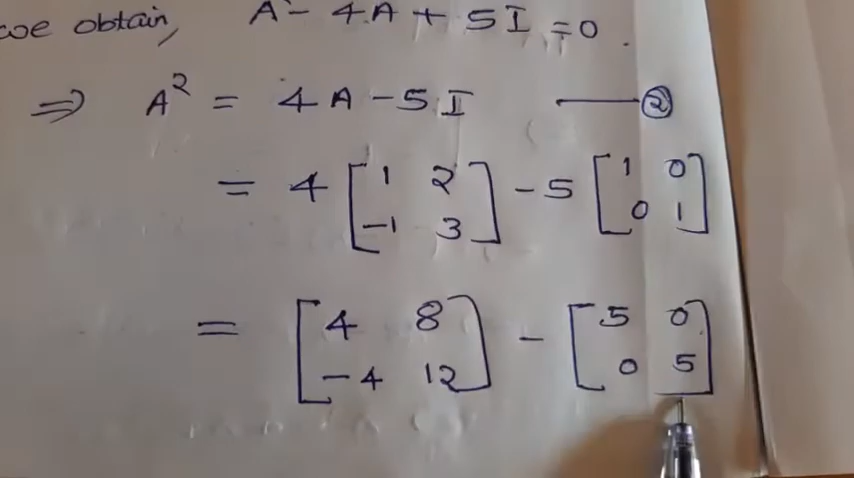 we obtain, A² - 4A + 5I = 0.
⇒ A² = 4A - 5I —— ②
= 4 [1 2; -1 3] - 5 [1 0; 0 1]
= [4 8; -4 12] - [5 0; 0 5]